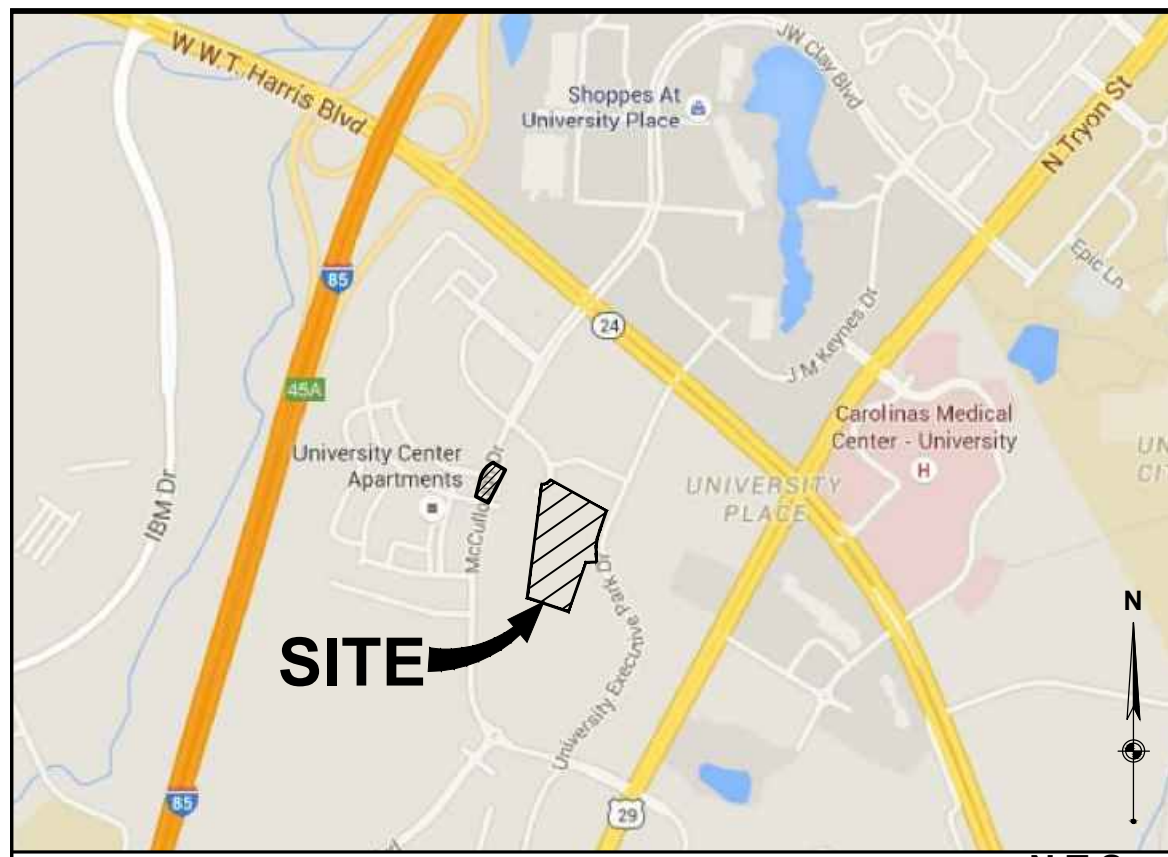 W W.T. Harris Blvd
JW Clay Blvd
Shoppes At
University Place
N Tryon St
Epic Ln
85
24
J M Keynes Dr
45A
Carolinas Medical
Center - University
H
University Center
Apartments
UNIVERSITY
PLACE
IBM Dr
Dr
Park Dr
University Executive
N
SITE
85
29